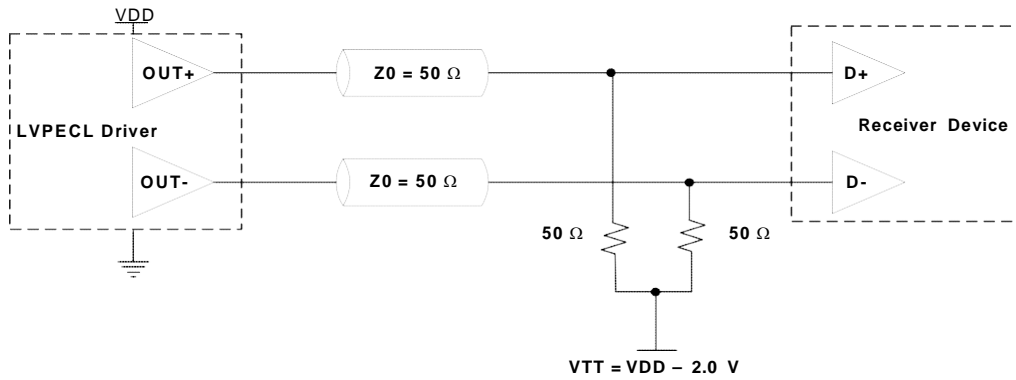 VDD
OUT+
Z0 = 50 Ω
D+
LVPECL Driver
Receiver Device
OUT-
Z0 = 50 Ω
D-
50 Ω
50 Ω
VTT = VDD – 2.0 V